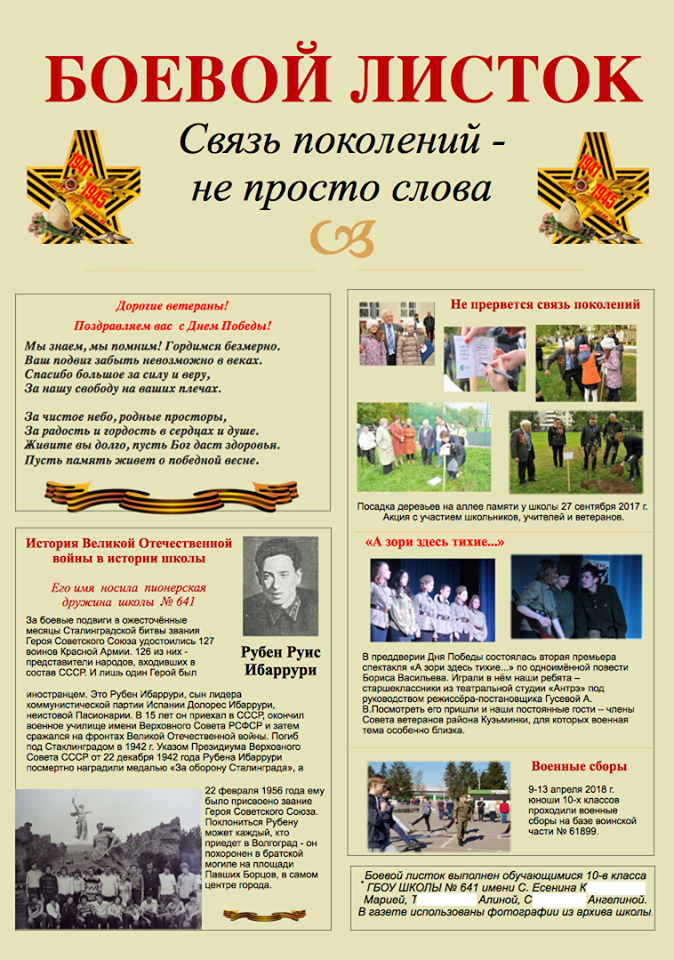 БОЕВОЙ ЛИСТОК
Связь поколений -
не просто слова
1941
1945
1941
1945
Дорогие ветераны!
Поздравляем вас с Днем Победы!
Мы знаем, мы помним! Гордимся безмерно.
Ваш подвиг забыть невозможно в веках.
Спасибо большое за силу и веру,
За нашу свободу на ваших плечах.
За чистое небо, родные просторы,
За радость и гордость в сердцах и душе.
Живите вы долго, пусть Бог даст здоровья.
Пусть память живет о победной весне.
История Великой Отечественной
войны в истории школы
Его имя носила пионерская
дружина школы № 641
За боевые подвиги в ожесточённые
месяцы Сталинградской битвы звания
Героя Советского Союза удостоились 127
воинов Красной Армии. 126 из них -
представители народов, входивших в
состав СССР. И лишь один Герой был
Рубен Руис
Ибаррури
иностранцем. Это Рубен Ибаррури, сын лидера
коммунистической партии Испании Долорес Ибаррури,
неистовой Пасионарии. В 15 лет он приехал в СССР, окончил
военное училище имени Верховного Совета РСФСР и затем
сражался на фронтах Великой Отечественной войны. Погиб
под Сталинградом в 1942 г. Указом Президиума Верховного
Совета СССР от 22 декабря 1942 года Рубена Ибаррури
посмертно наградили медалью «За оборону Сталинграда», а
22 февраля 1956 года ему
было присвоено звание
Героя Советского Союза.
Поклониться Рубену
может каждый, кто
приедет в Волгоград - он
похоронен в братской
могиле на площади
Павших Борцов, в самом
центре города.
Не прервется связь поколений
Посадка деревьев на аллее памяти у школы 27 сентября 2017 г.
Акция с участием школьников, учителей и ветеранов.
«А зори здесь тихие...»
В преддверии Дня Победы состоялась вторая премьера
спектакля «А зори здесь тихие...» по одноимённой повести
Бориса Васильева. Играли в нём наши ребята –
старшеклассники из театральной студии «Антрэ» под
руководством режиссёра-постановщика Гусевой А.
В.Посмотреть его пришли и наши постоянные гости – члены
Совета ветеранов района Кузьминки, для которых военная
тема особенно близка.
Военные сборы
9-13 апреля 2018 г.
юноши 10-х классов
проходили военные
сборы на базе воинской
части № 61899.
Боевой листок выполнен обучающимися 10-в класса
ГБОУ ШКОЛЫ № 641 имени С. Есенина К
Марией, Т Алиной, С Ангелиной.
В газете использованы фотографии из архива школы.